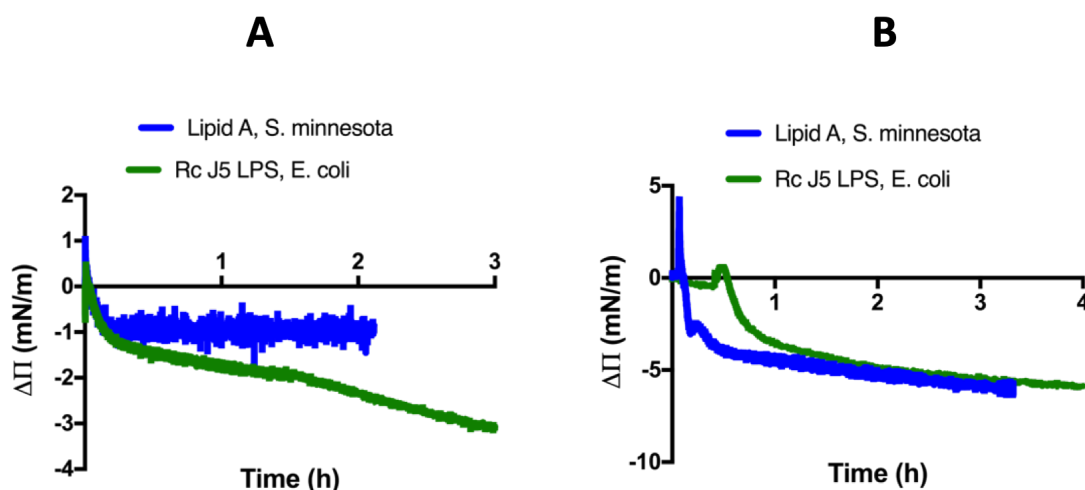 A
Lipid A, S. minnesota
Rc J5 LPS, E. coli
2
1
0
-1
-2
-3
-4
1
2
3
ΔΠ (mN/m)
Time (h)
B
Lipid A, S. minnesota
Rc J5 LPS, E. coli
5
0
-5
-10
1
2
3
4
ΔΠ (mN/m)
Time (h)